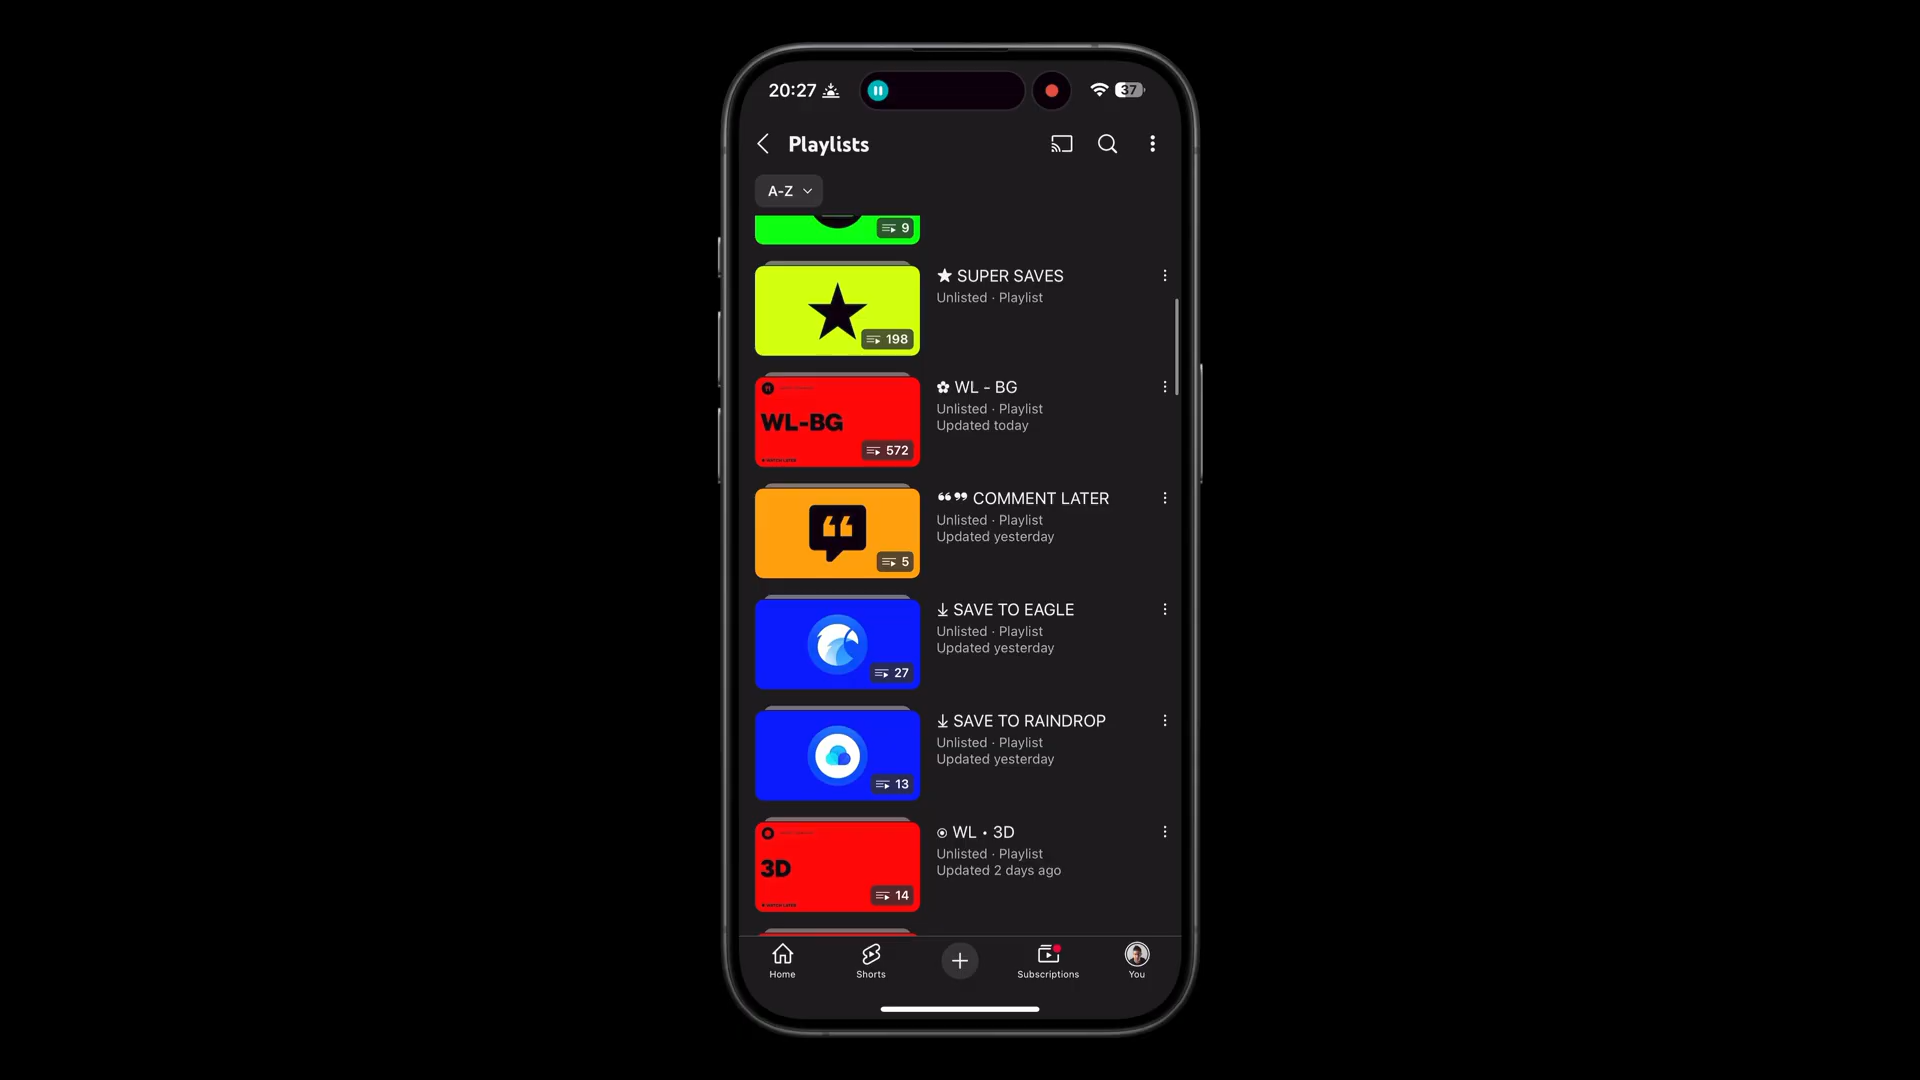 20:27
37
Playlists
A-Z
9
★ SUPER SAVES
Unlisted · Playlist
198
✿ WL - BG
Unlisted · Playlist
Updated today
WL-BG
572
❝ ❞ COMMENT LATER
Unlisted · Playlist
Updated yesterday
5
↓ SAVE TO EAGLE
Unlisted · Playlist
Updated yesterday
27
↓ SAVE TO RAINDROP
Unlisted · Playlist
Updated yesterday
13
◉ WL • 3D
Unlisted · Playlist
Updated 2 days ago
3D
14
Home
Shorts
Subscriptions
You